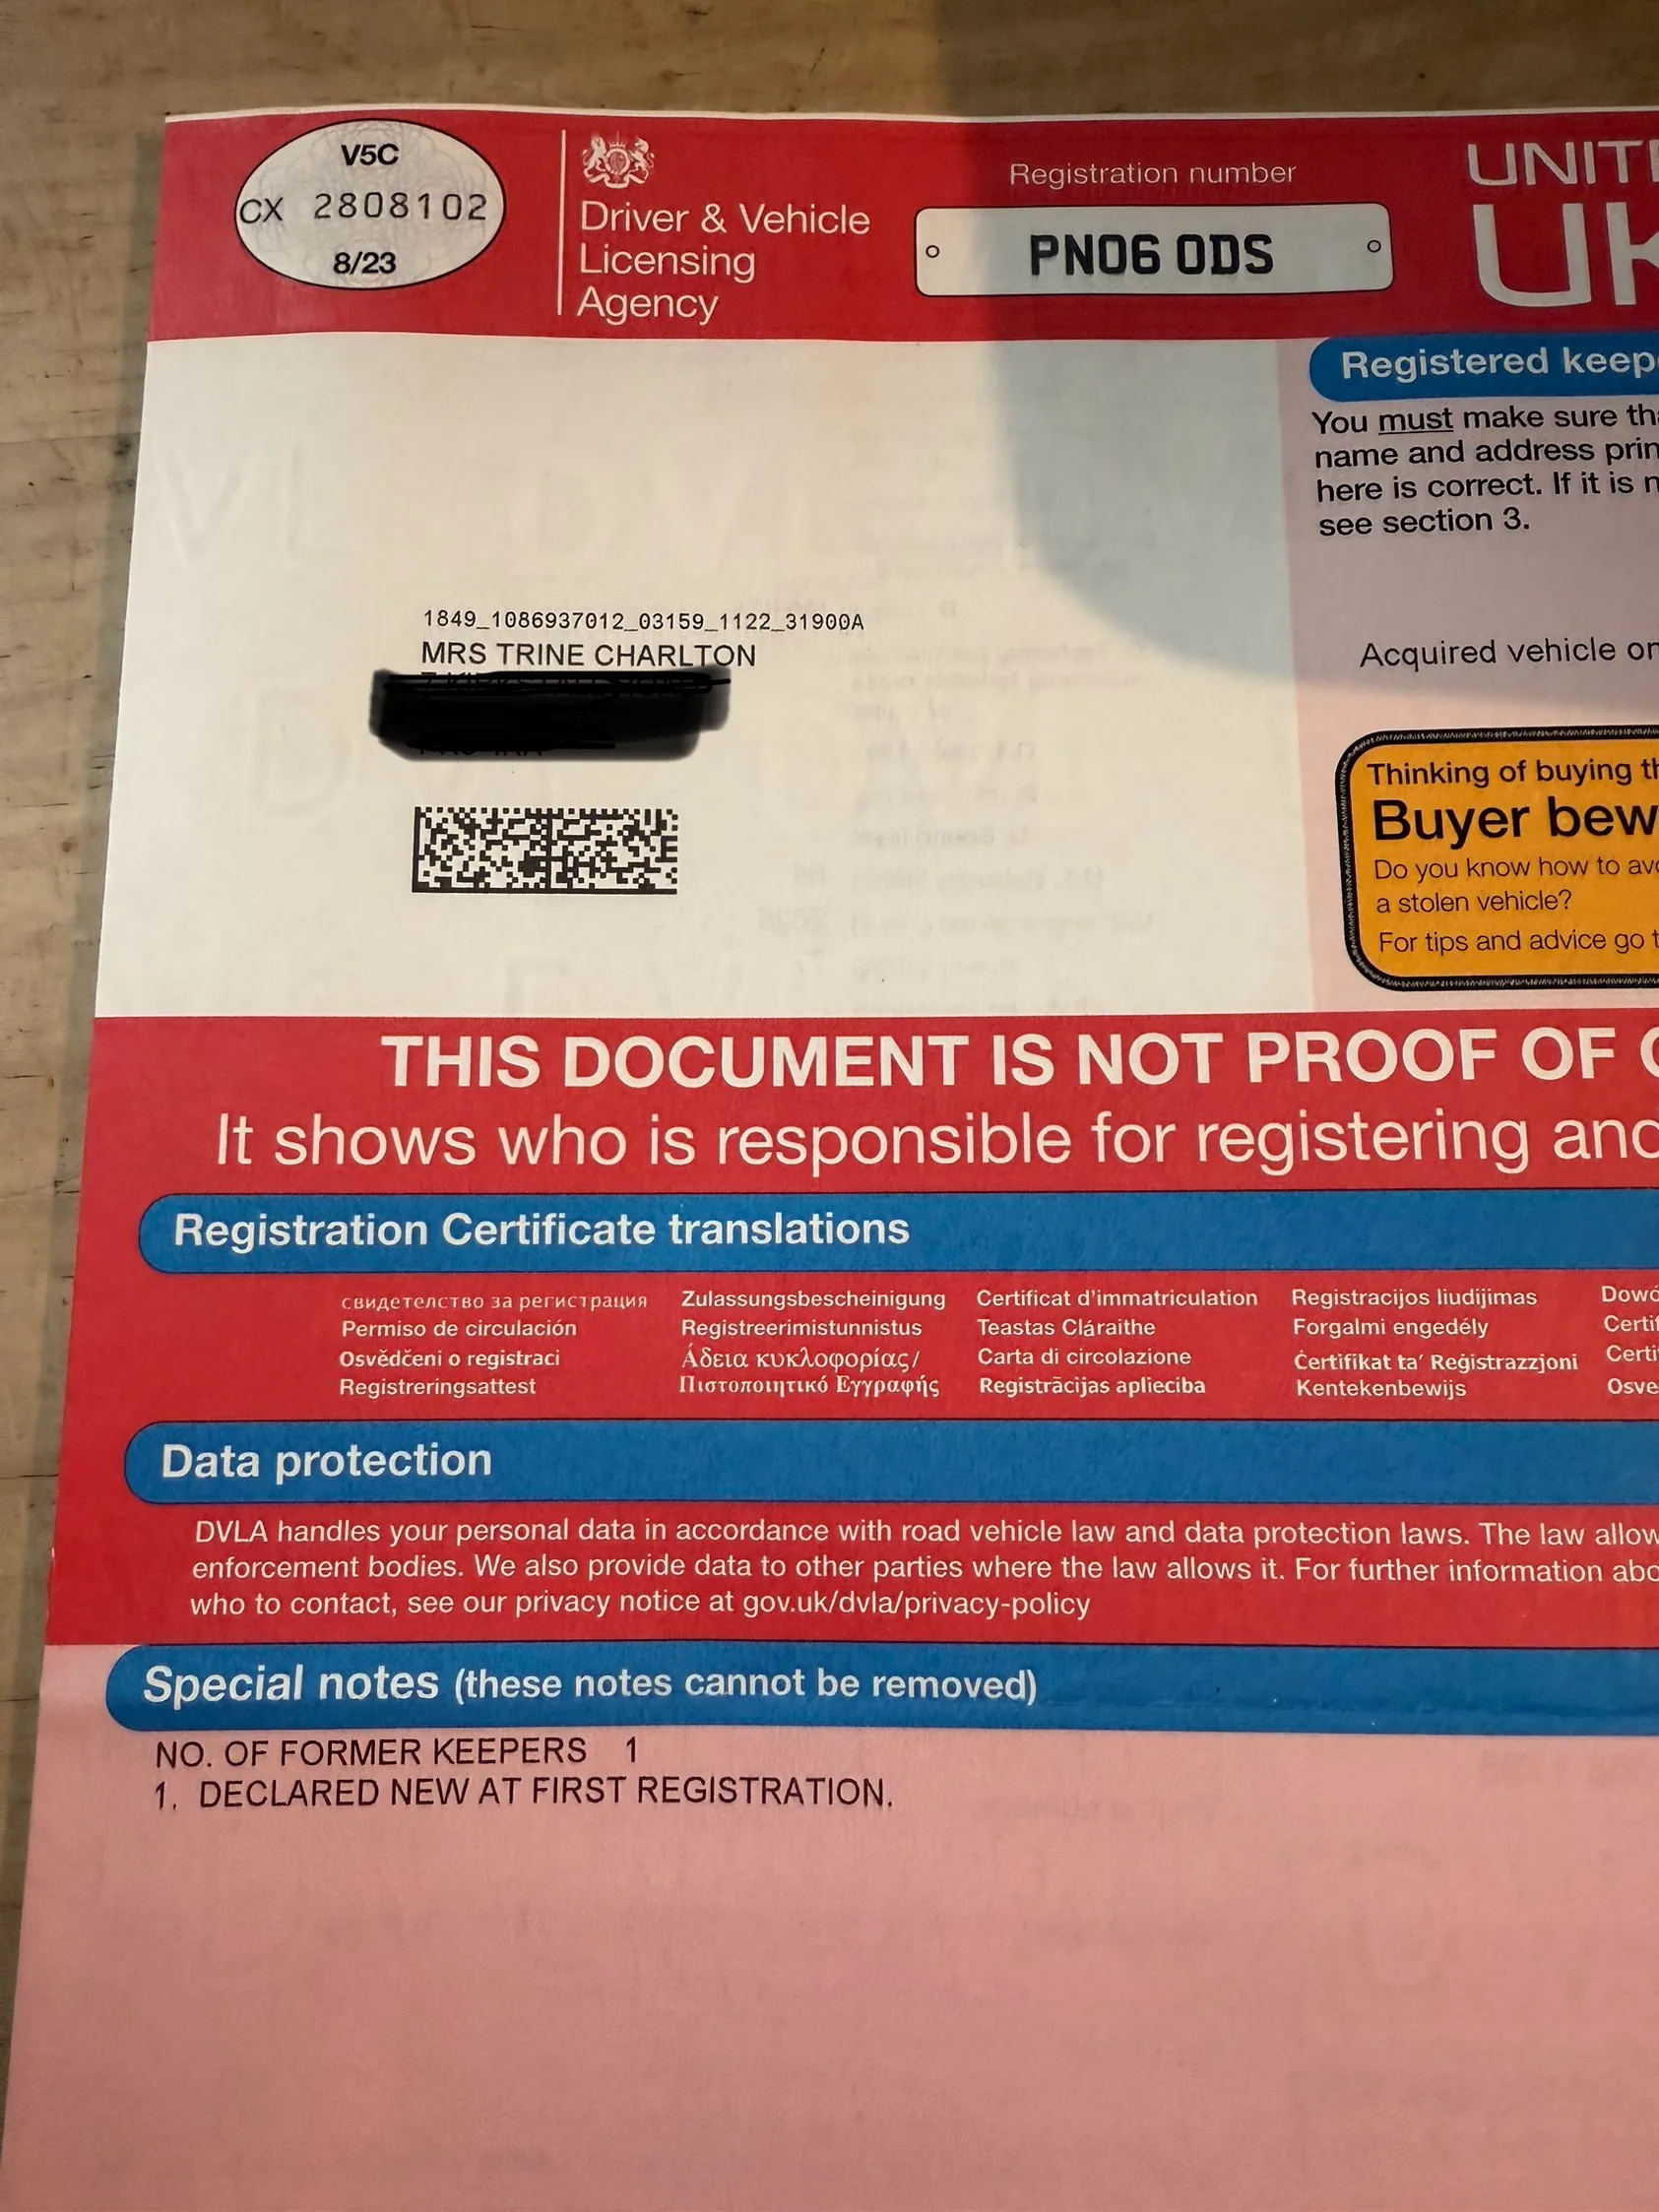 V5C
CX 2808102
8/23
Driver & Vehicle
Licensing
Agency
Registration number
PN06 ODS
UNIT
UK
Registered keep
You must make sure tha
name and address prin
here is correct. If it is n
see section 3.
1849_1086937012_03159_1122_31900A
MRS TRINE CHARLTON
Acquired vehicle on
Thinking of buying th
Buyer bew
Do you know how to avo
a stolen vehicle?
For tips and advice go t
THIS DOCUMENT IS NOT PROOF OF O
It shows who is responsible for registering and
Registration Certificate translations
свидетелство за регистрация Zulassungsbescheinigung Certificat d'immatriculation Registracijos liudijimas Dowó
Permiso de circulación Registreerimistunnistus Teastas Cláraithe Forgalmi engedély Certif
Osvědčeni o registraci Άδεια κυκλοφορίας/ Carta di circolazione Ċertifikat ta' Reġistrazzjoni Certi
Registreringsattest Πιστοποιητικό Εγγραφής Registrācijas apliecība Kentekenbewijs Osve
Data protection
DVLA handles your personal data in accordance with road vehicle law and data protection laws. The law allow
enforcement bodies. We also provide data to other parties where the law allows it. For further information abo
who to contact, see our privacy notice at gov.uk/dvla/privacy-policy
Special notes (these notes cannot be removed)
NO. OF FORMER KEEPERS 1
1. DECLARED NEW AT FIRST REGISTRATION.